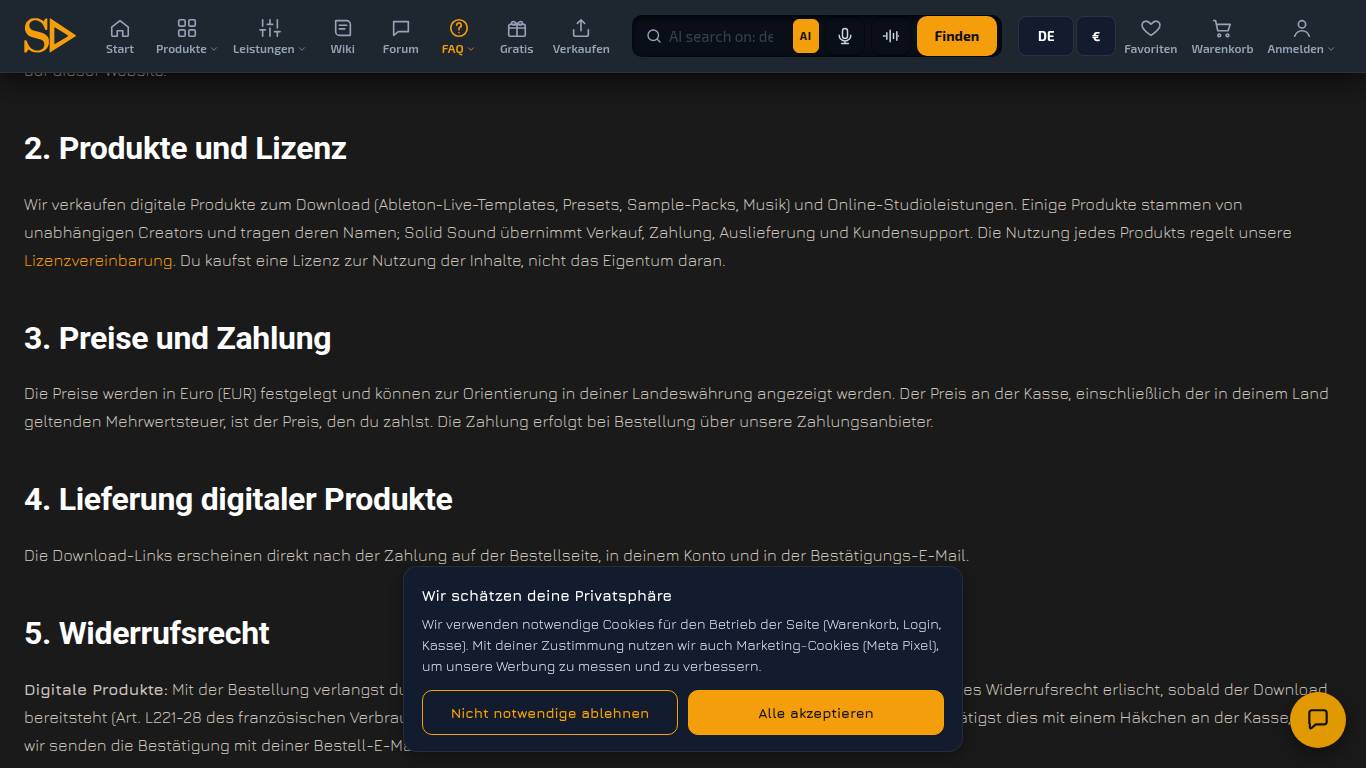 SD
Start
Produkte
Leistungen
Wiki
Forum
FAQ
Gratis
Verkaufen
AI search on: de
AI
Finden
DE
€
Favoriten
Warenkorb
Anmelden
auf dieser Website.
2. Produkte und Lizenz
Wir verkaufen digitale Produkte zum Download (Ableton-Live-Templates, Presets, Sample-Packs, Musik) und Online-Studioleistungen. Einige Produkte stammen von
unabhängigen Creators und tragen deren Namen; Solid Sound übernimmt Verkauf, Zahlung, Auslieferung und Kundensupport. Die Nutzung jedes Produkts regelt unsere
Lizenzvereinbarung. Du kaufst eine Lizenz zur Nutzung der Inhalte, nicht das Eigentum daran.
3. Preise und Zahlung
Die Preise werden in Euro (EUR) festgelegt und können zur Orientierung in deiner Landeswährung angezeigt werden. Der Preis an der Kasse, einschließlich der in deinem Land
geltenden Mehrwertsteuer, ist der Preis, den du zahlst. Die Zahlung erfolgt bei Bestellung über unsere Zahlungsanbieter.
4. Lieferung digitaler Produkte
Die Download-Links erscheinen direkt nach der Zahlung auf der Bestellseite, in deinem Konto und in der Bestätigungs-E-Mail.
5. Widerrufsrecht
Digitale Produkte: Mit der Bestellung verlangst du
es Widerrufsrecht erlischt, sobald der Download
bereitsteht (Art. L221-28 des französischen Verbrau
tigst dies mit einem Häkchen an der Kasse,
wir senden die Bestätigung mit deiner Bestell-E-Ma
Wir schätzen deine Privatsphäre
Wir verwenden notwendige Cookies für den Betrieb der Seite (Warenkorb, Login,
Kasse). Mit deiner Zustimmung nutzen wir auch Marketing-Cookies (Meta Pixel),
um unsere Werbung zu messen und zu verbessern.
Nicht notwendige ablehnen
Alle akzeptieren